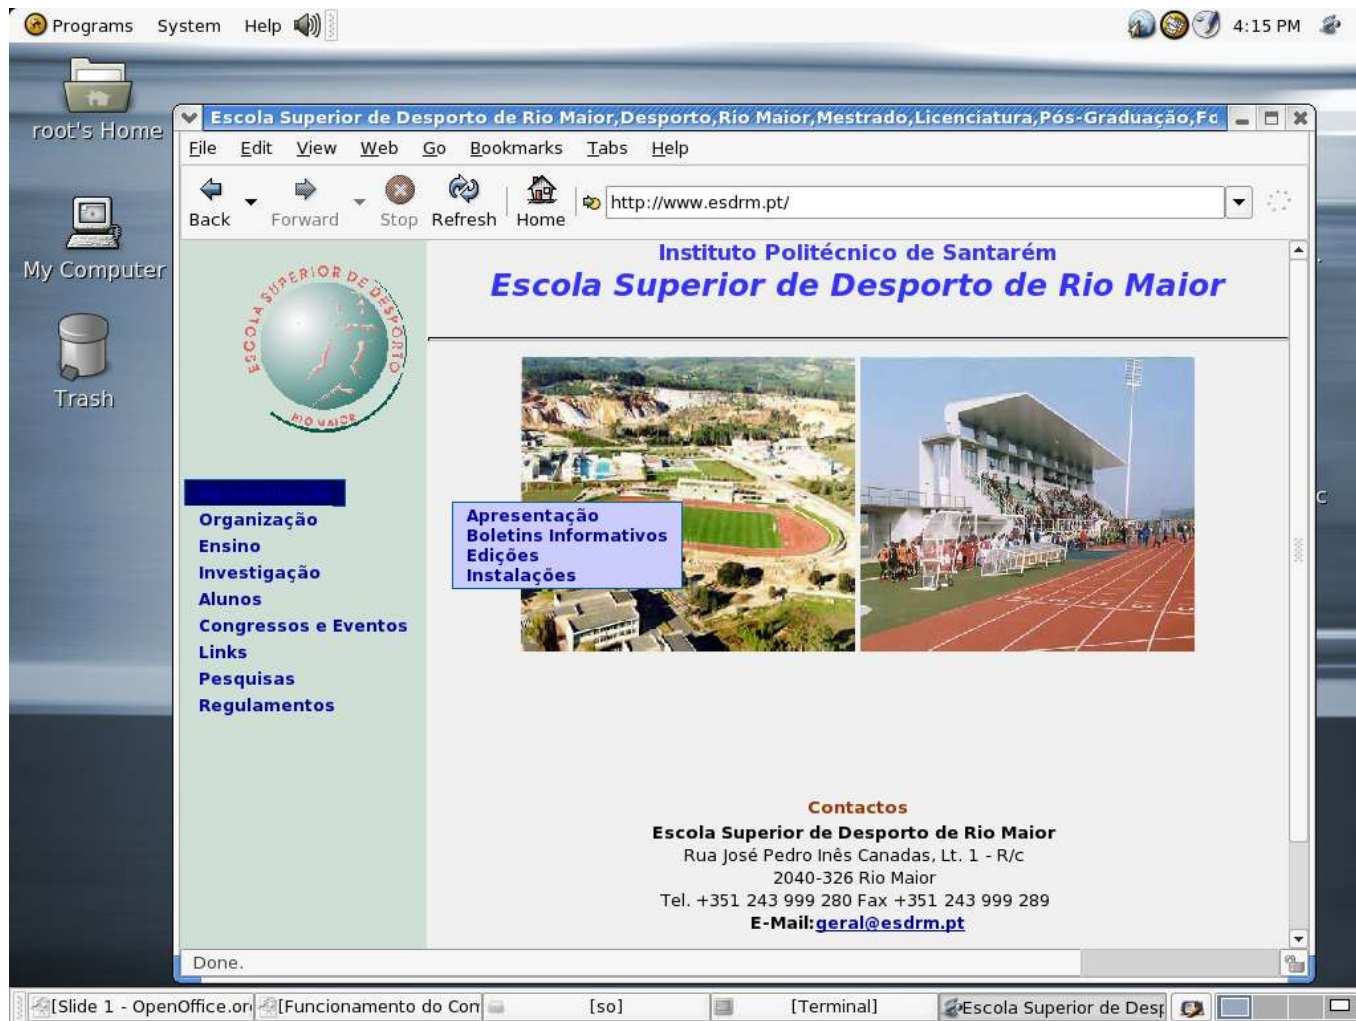 Programs System Help
4:15 PM
root's Home
My Computer
Trash
Escola Superior de Desporto de Rio Maior,Desporto,Rio Maior,Mestrado,Licenciatura,Pós-Graduação,Fo
File Edit View Web Go Bookmarks Tabs Help
Back Forward Stop Refresh Home http://www.esdrm.pt/
ESCOLA SUPERIOR DE DESPORTO
RIO MAIOR
Instituto Politécnico de Santarém
Escola Superior de Desporto de Rio Maior
Organização
Ensino
Investigação
Alunos
Congressos e Eventos
Links
Pesquisas
Regulamentos
Apresentação
Boletins Informativos
Edições
Instalações
Contactos
Escola Superior de Desporto de Rio Maior
Rua José Pedro Inês Canadas, Lt. 1 - R/c
2040-326 Rio Maior
Tel. +351 243 999 280 Fax +351 243 999 289
E-Mail:geral@esdrm.pt
Done.
[Slide 1 - OpenOffice.or [Funcionamento do Con [so] [Terminal] Escola Superior de Desp